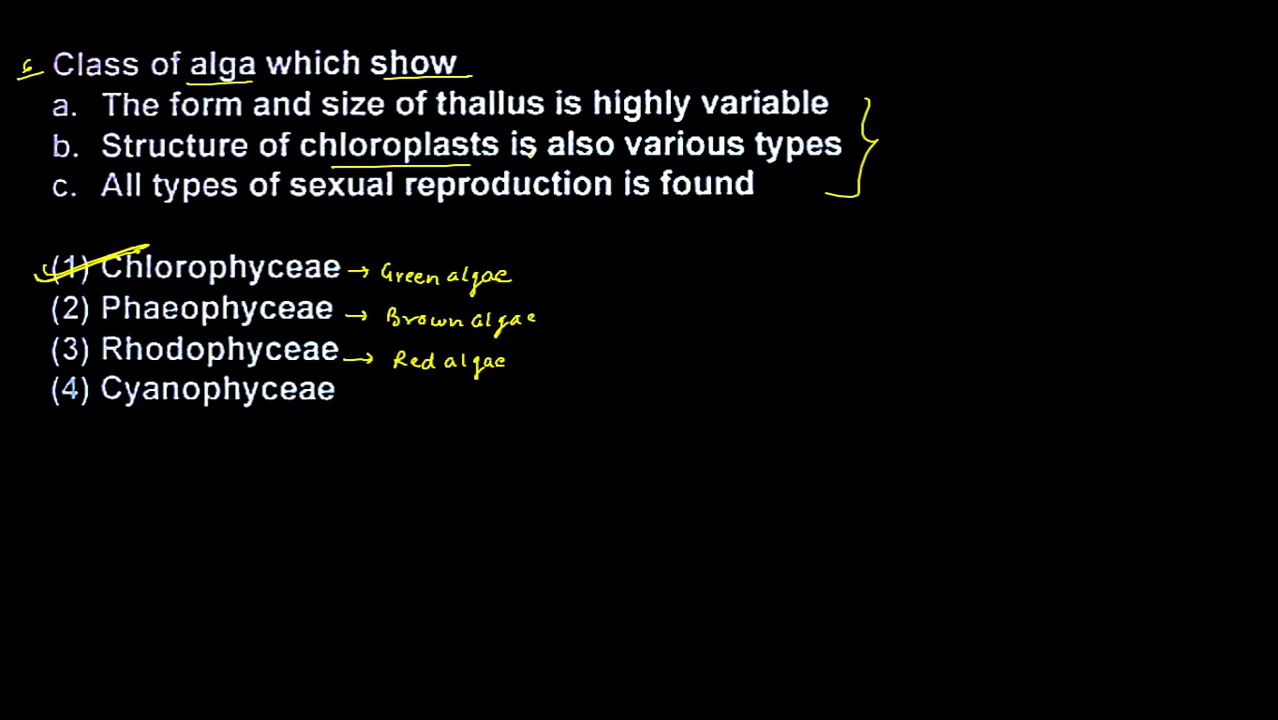 6 Class of alga which show
a. The form and size of thallus is highly variable
b. Structure of chloroplasts is also various types
c. All types of sexual reproduction is found
(1) Chlorophyceae → Green algae
(2) Phaeophyceae → Brown algae
(3) Rhodophyceae → Red algae
(4) Cyanophyceae